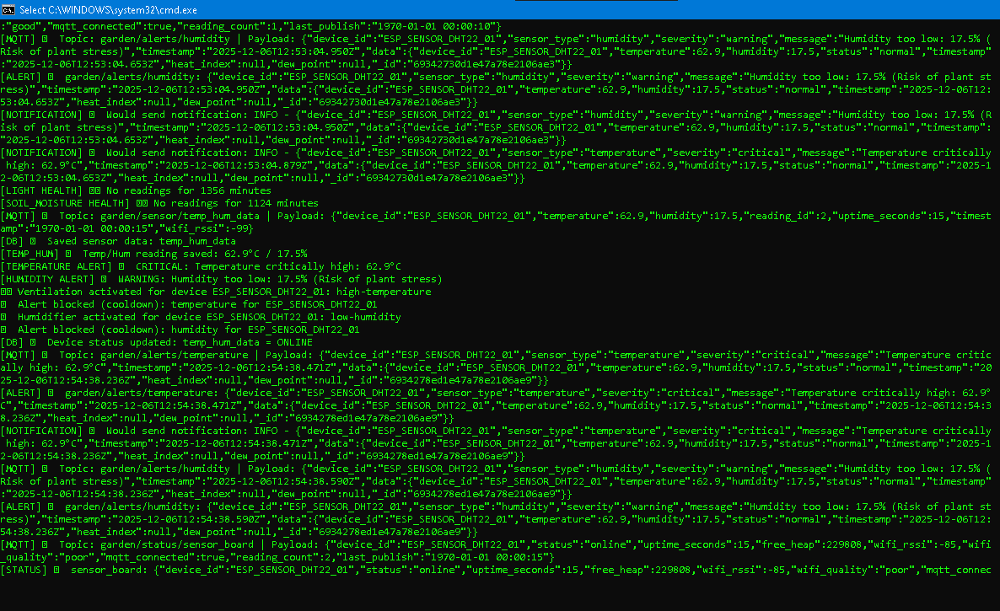 Select C:\WINDOWS\system32\cmd.exe
:"good","mqtt_connected":true,"reading_count":1,"last_publish":"1970-01-01 00:00:10"}
[MQTT] Topic: garden/alerts/humidity | Payload: {"device_id":"ESP_SENSOR_DHT22_01","sensor_type":"humidity","severity":"warning","message":"Humidity too low: 17.5% (
Risk of plant stress)","timestamp":"2025-12-06T12:53:04.950Z","data":{"device_id":"ESP_SENSOR_DHT22_01","temperature":62.9,"humidity":17.5,"status":"normal","timestamp"
:"2025-12-06T12:53:04.653Z","heat_index":null,"dew_point":null,"_id":"69342730d1e47a78e2106ae3"}}
[ALERT] garden/alerts/humidity: {"device_id":"ESP_SENSOR_DHT22_01","sensor_type":"humidity","severity":"warning","message":"Humidity too low: 17.5% (Risk of plant st
ress)","timestamp":"2025-12-06T12:53:04.950Z","data":{"device_id":"ESP_SENSOR_DHT22_01","temperature":62.9,"humidity":17.5,"status":"normal","timestamp":"2025-12-06T12:
53:04.653Z","heat_index":null,"dew_point":null,"_id":"69342730d1e47a78e2106ae3"}}
[NOTIFICATION] Would send notification: INFO - {"device_id":"ESP_SENSOR_DHT22_01","sensor_type":"humidity","severity":"warning","message":"Humidity too low: 17.5% (R
isk of plant stress)","timestamp":"2025-12-06T12:53:04.950Z","data":{"device_id":"ESP_SENSOR_DHT22_01","temperature":62.9,"humidity":17.5,"status":"normal","timestamp":
"2025-12-06T12:53:04.653Z","heat_index":null,"dew_point":null,"_id":"69342730d1e47a78e2106ae3"}}
[NOTIFICATION] Would send notification: INFO - {"device_id":"ESP_SENSOR_DHT22_01","sensor_type":"temperature","severity":"critical","message":"Temperature critically
 high: 62.9°C","timestamp":"2025-12-06T12:53:04.879Z","data":{"device_id":"ESP_SENSOR_DHT22_01","temperature":62.9,"humidity":17.5,"status":"normal","timestamp":"2025-1
2-06T12:53:04.653Z","heat_index":null,"dew_point":null,"_id":"69342730d1e47a78e2106ae3"}}
[LIGHT HEALTH] No readings for 1356 minutes
[SOIL_MOISTURE HEALTH] No readings for 1124 minutes
[MQTT] Topic: garden/sensor/temp_hum_data | Payload: {"device_id":"ESP_SENSOR_DHT22_01","temperature":62.9,"humidity":17.5,"reading_id":2,"uptime_seconds":15,"timest
amp":"1970-01-01 00:00:15","wifi_rssi":-99}
[DB] Saved sensor data: temp_hum_data
[TEMP_HUM] Temp/Hum reading saved: 62.9°C / 17.5%
[TEMPERATURE ALERT] CRITICAL: Temperature critically high: 62.9°C
[HUMIDITY ALERT] WARNING: Humidity too low: 17.5% (Risk of plant stress)
Ventilation activated for device ESP_SENSOR_DHT22_01: high-temperature
Alert blocked (cooldown): temperature for ESP_SENSOR_DHT22_01
Humidifier activated for device ESP_SENSOR_DHT22_01: low-humidity
Alert blocked (cooldown): humidity for ESP_SENSOR_DHT22_01
[DB] Device status updated: temp_hum_data = ONLINE
[MQTT] Topic: garden/alerts/temperature | Payload: {"device_id":"ESP_SENSOR_DHT22_01","sensor_type":"temperature","severity":"critical","message":"Temperature critic
ally high: 62.9°C","timestamp":"2025-12-06T12:54:38.471Z","data":{"device_id":"ESP_SENSOR_DHT22_01","temperature":62.9,"humidity":17.5,"status":"normal","timestamp":"20
25-12-06T12:54:38.236Z","heat_index":null,"dew_point":null,"_id":"6934278ed1e47a78e2106ae9"}}
[ALERT] garden/alerts/temperature: {"device_id":"ESP_SENSOR_DHT22_01","sensor_type":"temperature","severity":"critical","message":"Temperature critically high: 62.9°
C","timestamp":"2025-12-06T12:54:38.471Z","data":{"device_id":"ESP_SENSOR_DHT22_01","temperature":62.9,"humidity":17.5,"status":"normal","timestamp":"2025-12-06T12:54:3
8.236Z","heat_index":null,"dew_point":null,"_id":"6934278ed1e47a78e2106ae9"}}
[NOTIFICATION] Would send notification: INFO - {"device_id":"ESP_SENSOR_DHT22_01","sensor_type":"temperature","severity":"critical","message":"Temperature critically
 high: 62.9°C","timestamp":"2025-12-06T12:54:38.471Z","data":{"device_id":"ESP_SENSOR_DHT22_01","temperature":62.9,"humidity":17.5,"status":"normal","timestamp":"2025-1
2-06T12:54:38.236Z","heat_index":null,"dew_point":null,"_id":"6934278ed1e47a78e2106ae9"}}
[MQTT] Topic: garden/alerts/humidity | Payload: {"device_id":"ESP_SENSOR_DHT22_01","sensor_type":"humidity","severity":"warning","message":"Humidity too low: 17.5% (
Risk of plant stress)","timestamp":"2025-12-06T12:54:38.590Z","data":{"device_id":"ESP_SENSOR_DHT22_01","temperature":62.9,"humidity":17.5,"status":"normal","timestamp"
:"2025-12-06T12:54:38.236Z","heat_index":null,"dew_point":null,"_id":"6934278ed1e47a78e2106ae9"}}
[ALERT] garden/alerts/humidity: {"device_id":"ESP_SENSOR_DHT22_01","sensor_type":"humidity","severity":"warning","message":"Humidity too low: 17.5% (Risk of plant st
ress)","timestamp":"2025-12-06T12:54:38.590Z","data":{"device_id":"ESP_SENSOR_DHT22_01","temperature":62.9,"humidity":17.5,"status":"normal","timestamp":"2025-12-06T12:
54:38.236Z","heat_index":null,"dew_point":null,"_id":"6934278ed1e47a78e2106ae9"}}
[MQTT] Topic: garden/status/sensor_board | Payload: {"device_id":"ESP_SENSOR_DHT22_01","status":"online","uptime_seconds":15,"free_heap":229808,"wifi_rssi":-85,"wifi
_quality":"poor","mqtt_connected":true,"reading_count":2,"last_publish":"1970-01-01 00:00:15"}
[STATUS] sensor_board: {"device_id":"ESP_SENSOR_DHT22_01","status":"online","uptime_seconds":15,"free_heap":229808,"wifi_rssi":-85,"wifi_quality":"poor","mqtt_connec